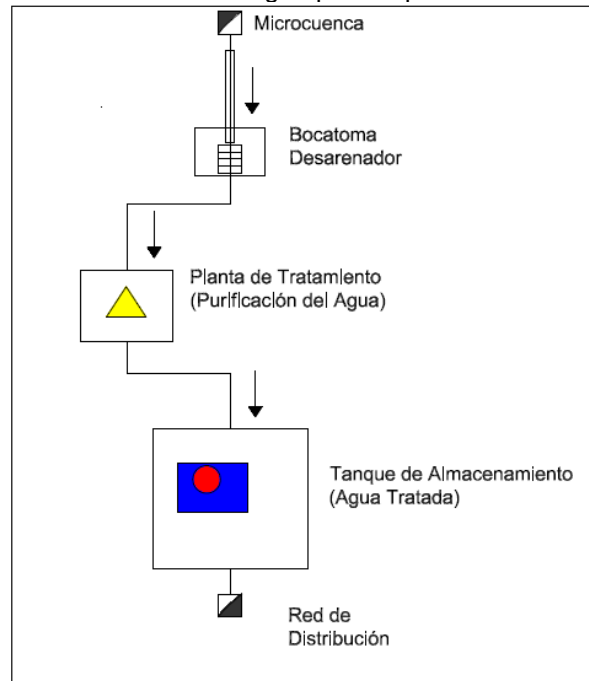 Microcuenca
Bocatoma
Desarenador
Planta de Tratamiento
(Purificación del Agua)
Tanque de Almacenamiento
(Agua Tratada)
Red de
Distribución